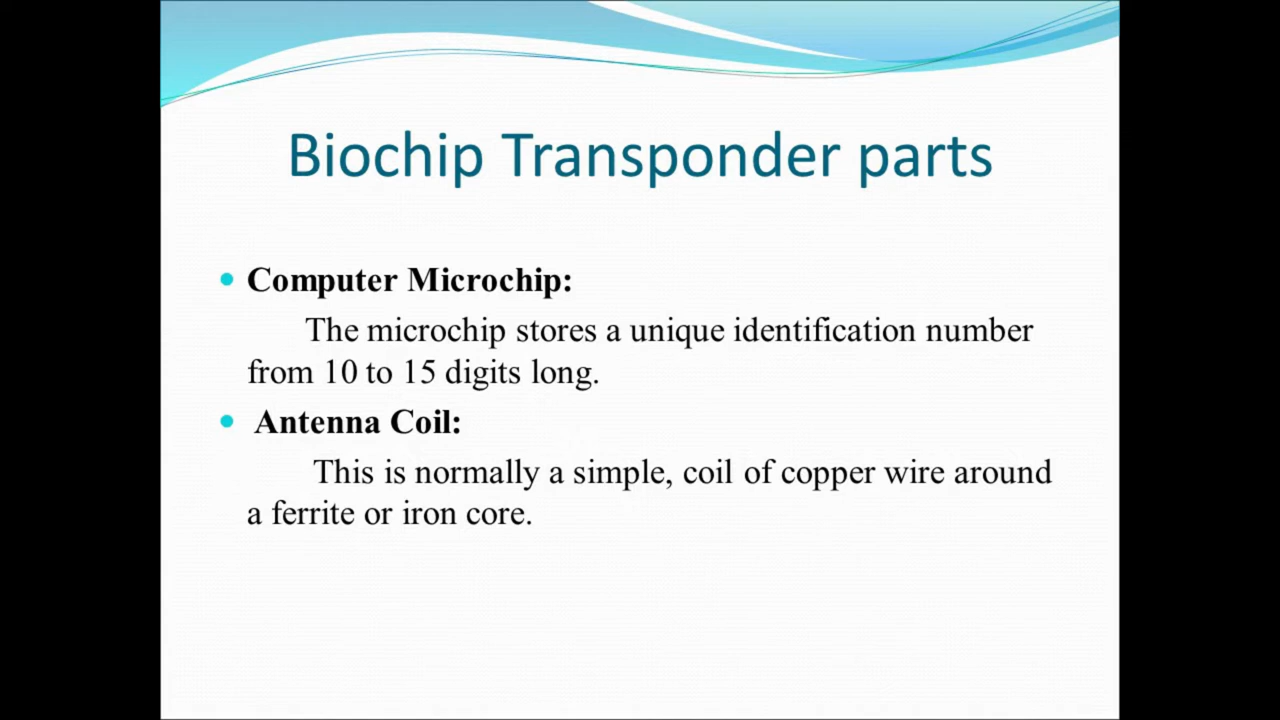 Biochip Transponder parts
• Computer Microchip:
The microchip stores a unique identification number
from 10 to 15 digits long.
• Antenna Coil:
This is normally a simple, coil of copper wire around
a ferrite or iron core.